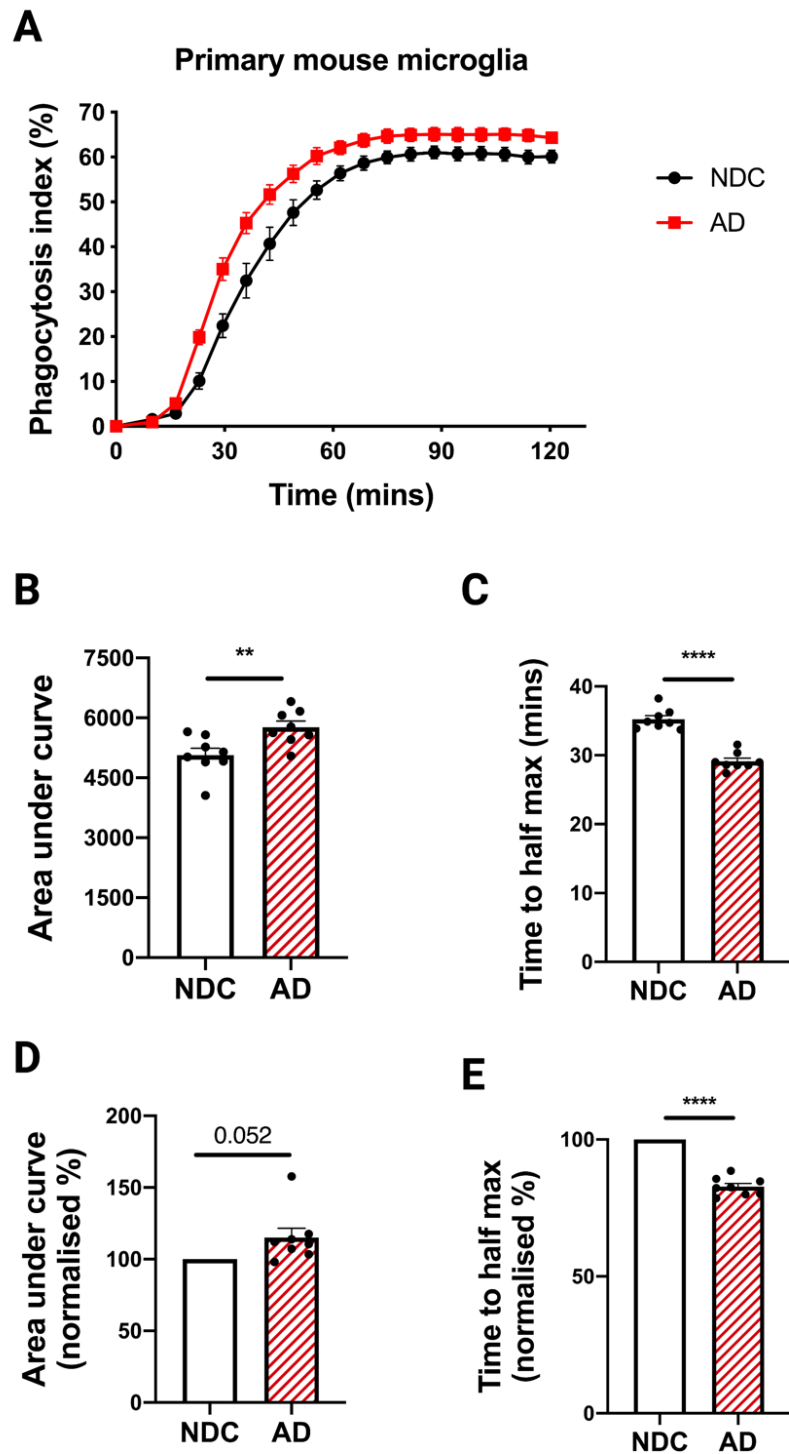 A
Primary mouse microglia
Phagocytosis index (%)
70
60
50
40
30
20
10
0
0 30 60 90 120
Time (mins)
NDC
AD
B
Area under curve
7500
6000
4500
3000
1500
0
**
NDC AD
C
Time to half max (mins)
40
30
20
10
0
****
NDC AD
D
Area under curve
(normalised %)
200
150
100
50
0
0.052
NDC AD
E
Time to half max
(normalised %)
100
50
0
****
NDC AD